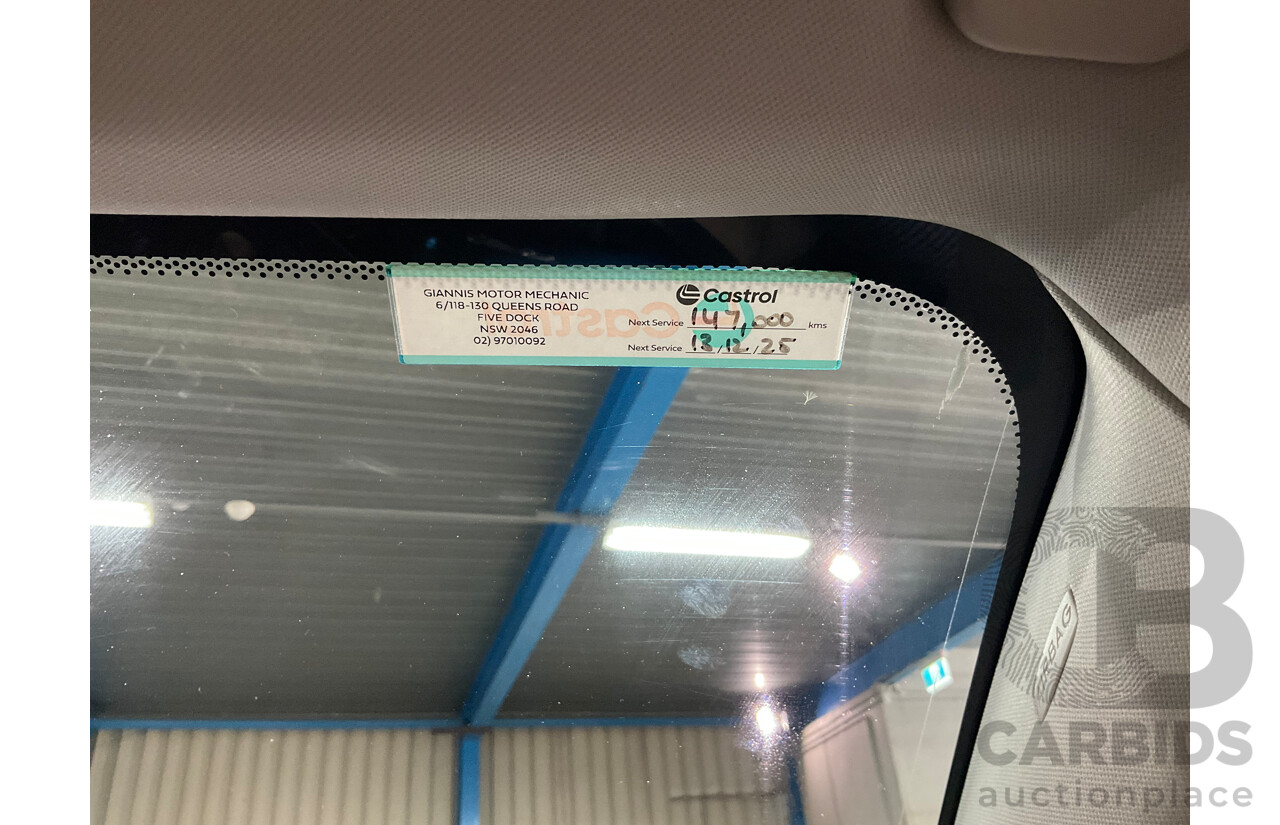 GIANNIS MOTOR MECHANIC
6/118-130 QUEENS ROAD
FIVE DOCK
NSW 2046
02) 97010092
Castrol
Next Service 147,000 kms
Next Service 13/12/25
AIRBAG
CARBIDS
auctionplace